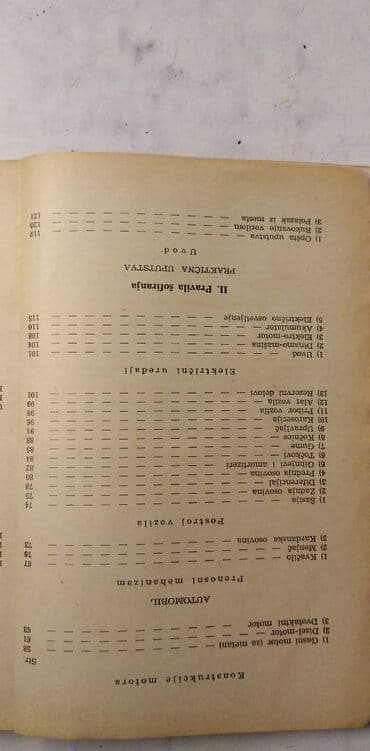 Konstrukcije motora
Str.
1) Gasni motor (za metan) — — — — — — 58
2) Dizel-motor — — — — — — — — 61
3) Dvotaktni motor — — — — — — — 63
AUTOMOBIL
Prenosni mehanizam
1) Kvačilo — — — — — — — — — 67
2) Menjač — — — — — — — — — 70
3) Kardanska osovina — — — — — — 73
Postroj vozila
1) Šasija — — — — — — — — — 74
2) Zadnja osovina — — — — — — — 75
3) Diferencijal — — — — — — — — 78
4) Prednja osovina — — — — — — — 80
5) Gibnjevi i amortizeri — — — — — — 82
6) Točkovi — — — — — — — — — 84
7) Gume — — — — — — — — — 85
8) Kočnice — — — — — — — — — 88
9) Upravljač — — — — — — — — 91
10) Karoserija — — — — — — — — 96
11) Pribor vozila — — — — — — — 98
12) Alat vozila — — — — — — — — 99
13) Rezervni delovi — — — — — — — 101
Električni uređaji
1) Uvod — — — — — — — — — 101
2) Dinamo-mašina — — — — — — — 104
3) Elektro-motor — — — — — — — 108
4) Akumulator — — — — — — — — 110
5) Električno osvetljenje — — — — — — 115
II. Pravila šofiranja
PRAKTIČNA UPUTSTVA
Uvod
1) Opšta uputstva — — — — — — — 119
2) Rukovanje vozilom — — — — — — 120
3) Polazak iz mesta — — — — — — — 121